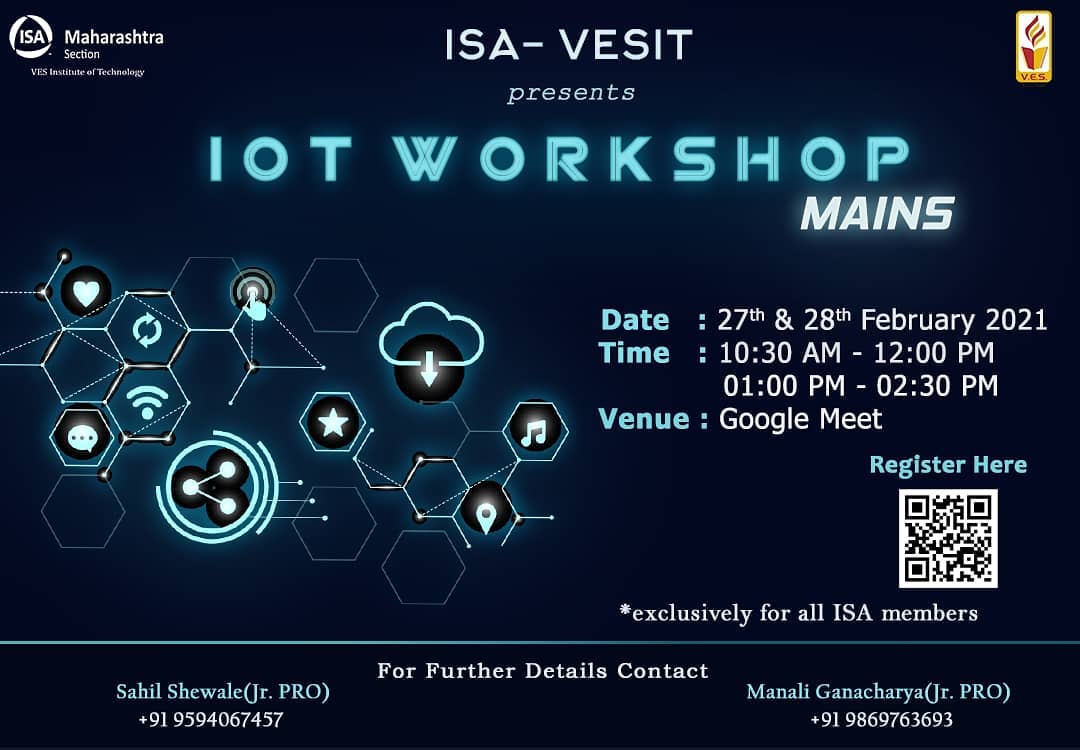 ISA Maharashtra
Section
VES Institute of Technology
V.E.S.
ISA- VESIT
presents
IOT WORKSHOP
MAINS
Date : 27th & 28th February 2021
Time : 10:30 AM - 12:00 PM
01:00 PM - 02:30 PM
Venue : Google Meet
Register Here
*exclusively for all ISA members
For Further Details Contact
Sahil Shewale(Jr. PRO)
+91 9594067457
Manali Ganacharya(Jr. PRO)
+91 9869763693